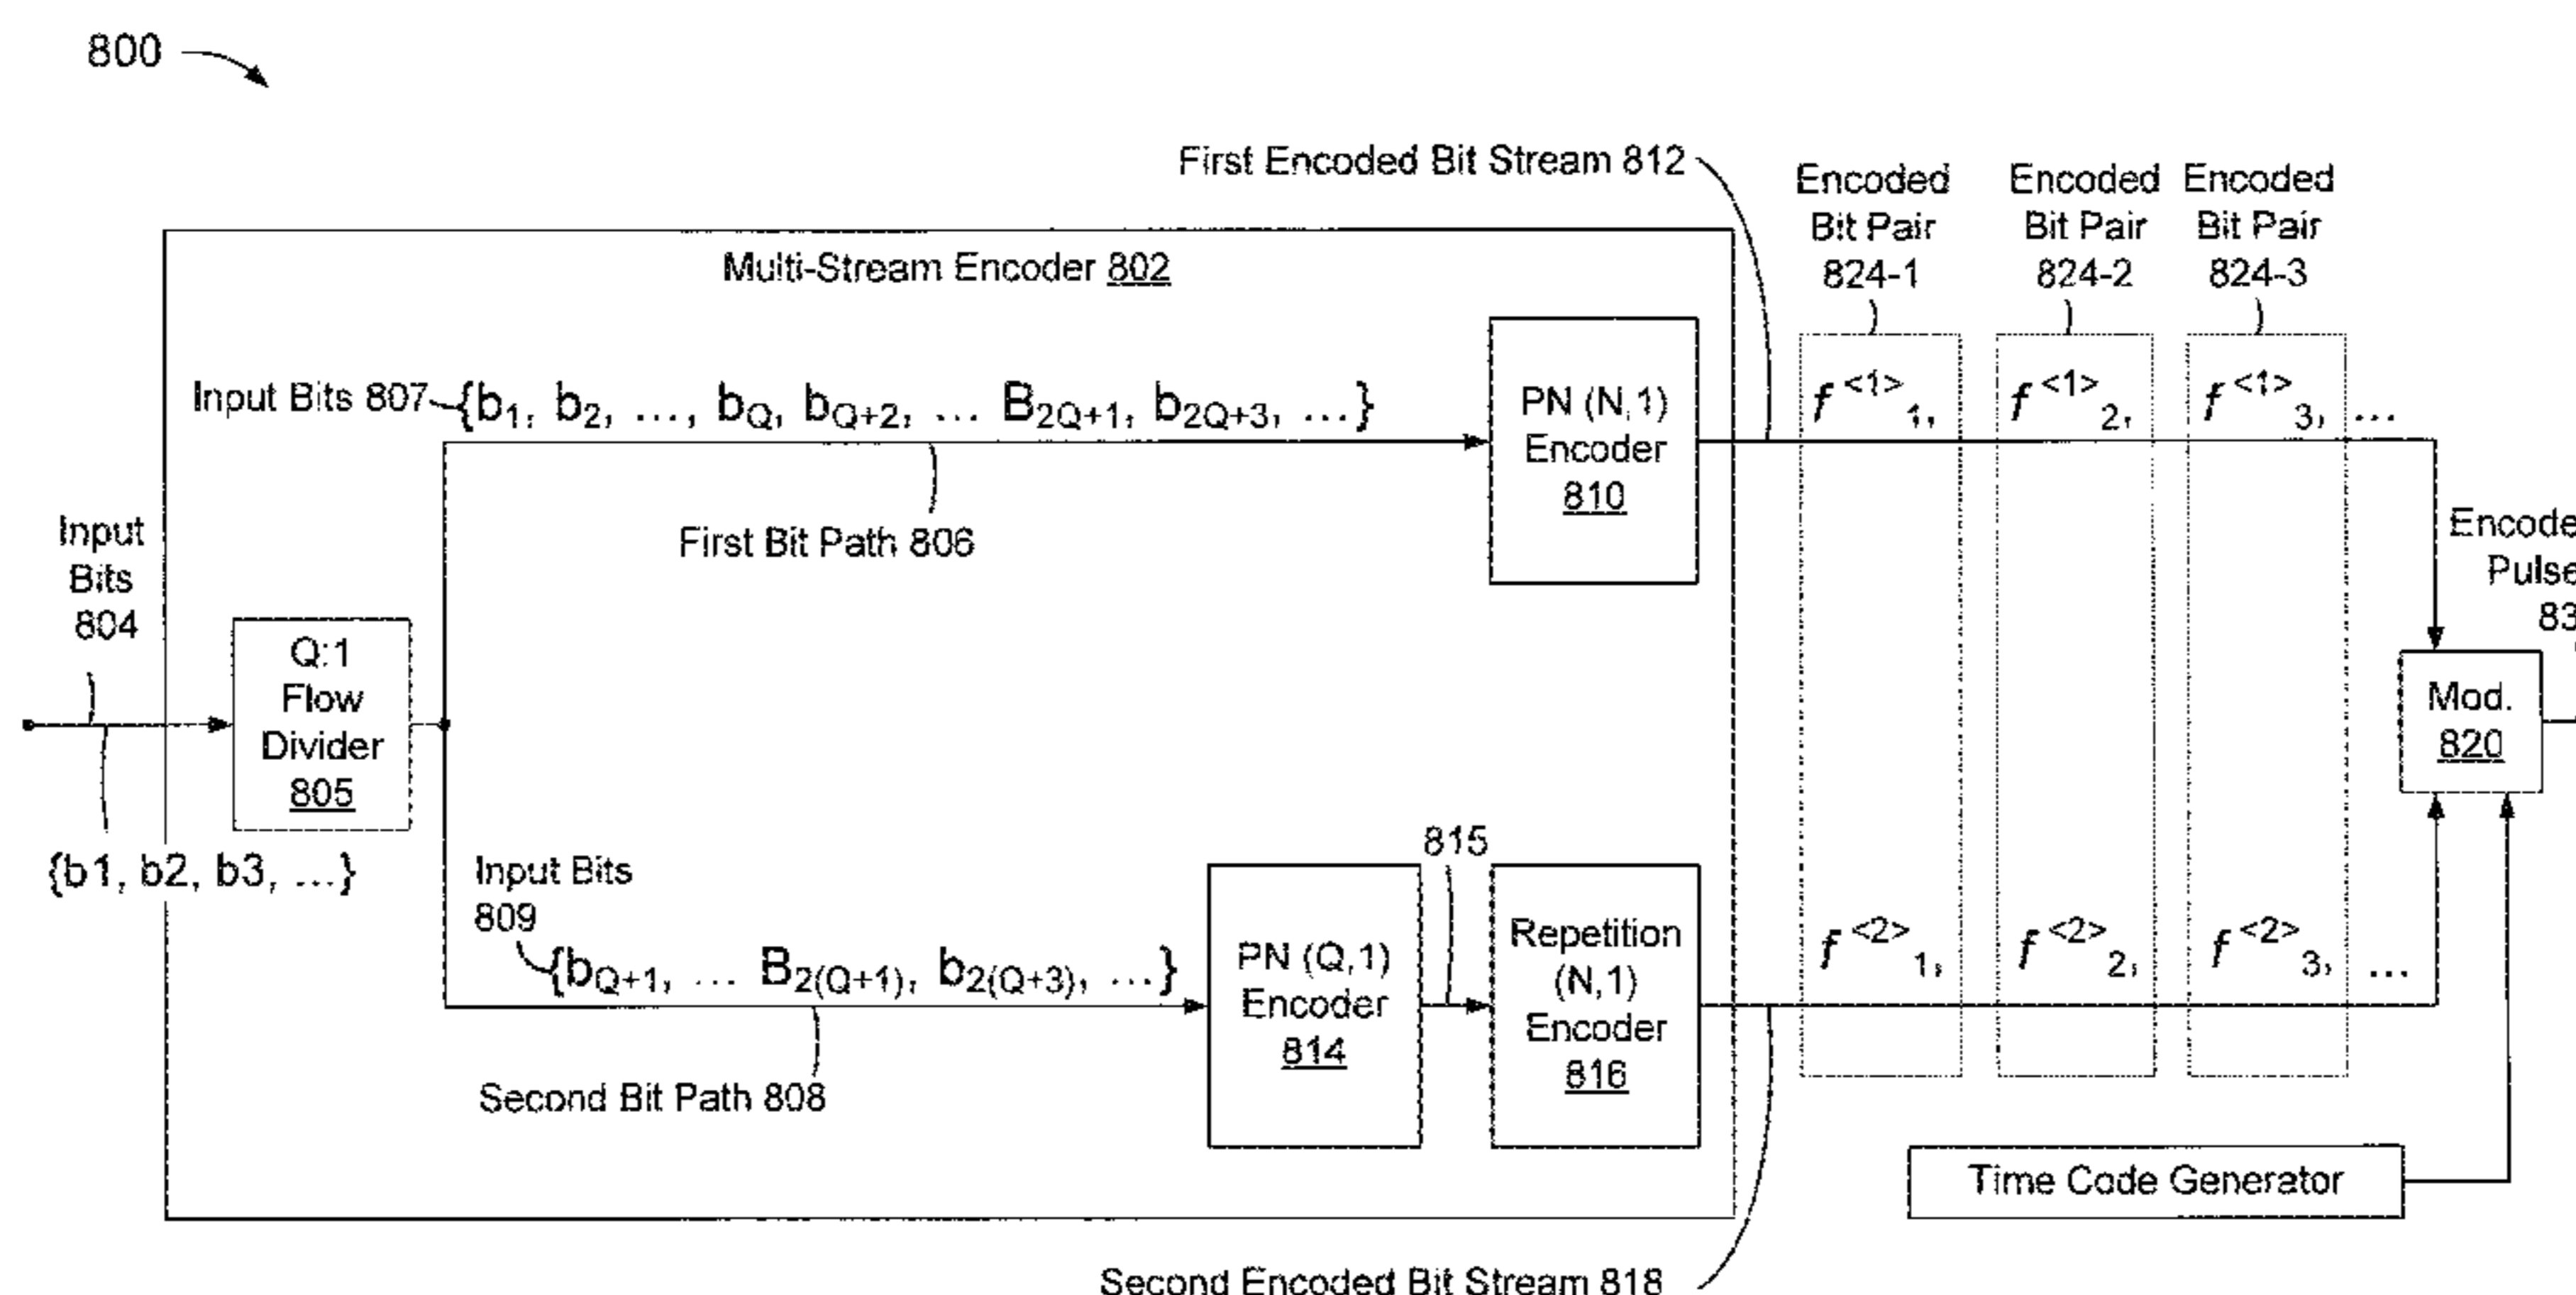 800
First Encoded Bit Stream 812
Encoded Bit Pair 824-1
Encoded Bit Pair 824-2
Encoded Bit Pair 824-3
Multi-Stream Encoder 802
Input Bits 807
{b1, b2, ..., bQ, bQ+2, ... B2Q+1, b2Q+3, ...}
PN (N,1)
Encoder
810
f<1>1,
f<1>2,
f<1>3, ...
First Bit Path 806
Input
Bits
804
Q:1
Flow
Divider
805
{b1, b2, b3, ...}
Input Bits
809
{bQ+1, ... B2(Q+1), b2(Q+3), ...}
Second Bit Path 808
PN (Q,1)
Encoder
814
815
Repetition
(N,1)
Encoder
816
f<2>1,
f<2>2,
f<2>3, ...
Encode
Pulse
83
Mod.
820
Time Code Generator
Second Encoded Bit Stream 818